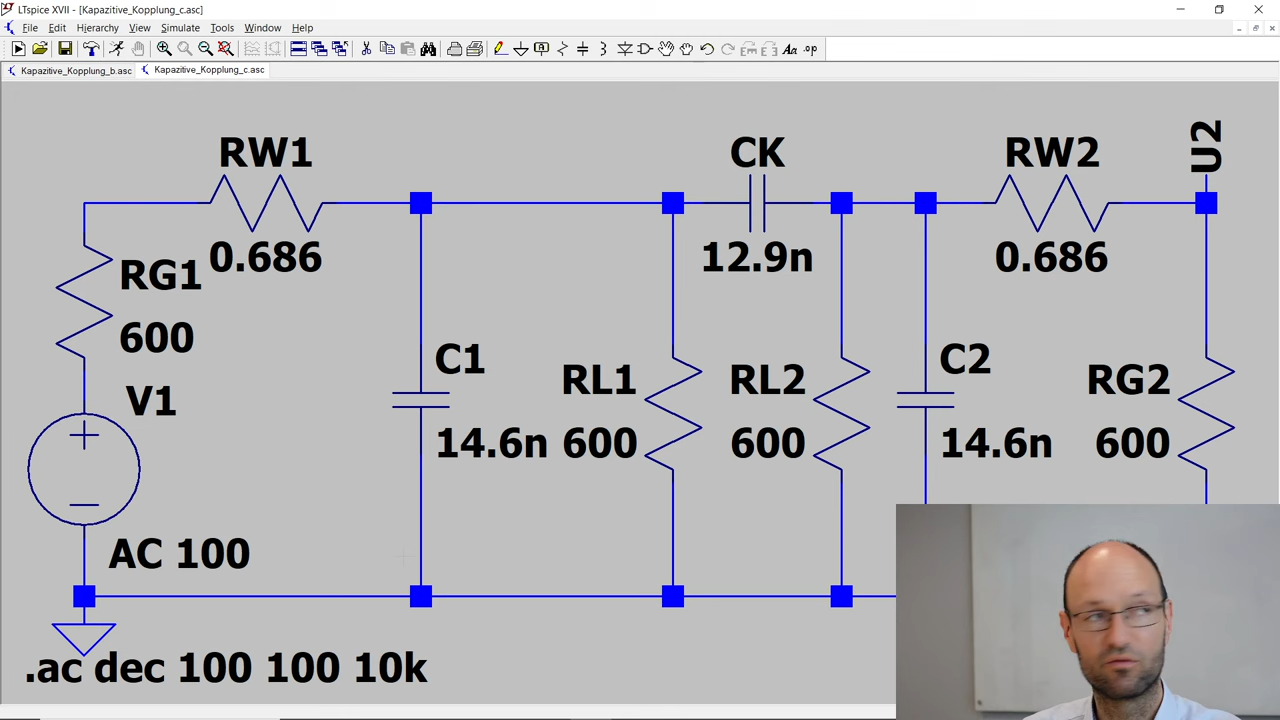 LTspice XVII - [Kapazitive_Kopplung_c.asc]
File Edit Hierarchy View Simulate Tools Window Help
Kapazitive_Kopplung_b.asc Kapazitive_Kopplung_c.asc
RW1 CK RW2 U2
0.686 12.9n 0.686
RG1
600
V1
C1 RL1 RL2 C2 RG2
14.6n 600 600 14.6n 600
AC 100
.ac dec 100 100 10k